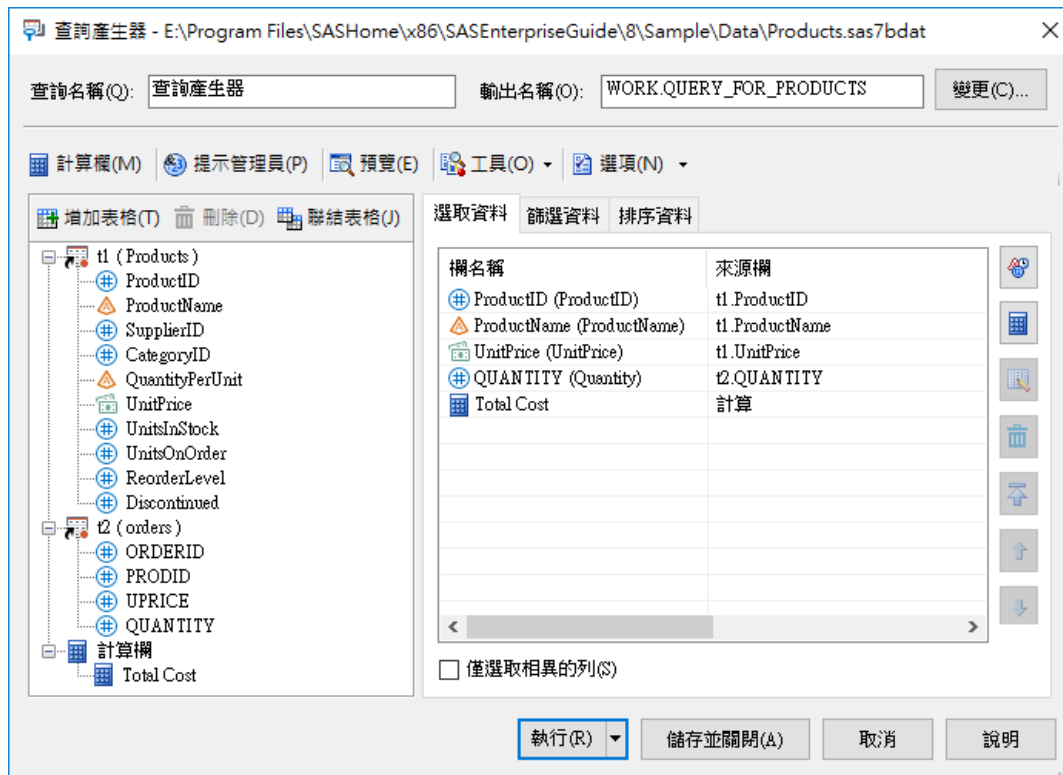 查詢產生器 - E:\Program Files\SASHome\x86\SASEnterpriseGuide\8\Sample\Data\Products.sas7bdat
查詢名稱(Q): 查詢產生器 輸出名稱(O): WORK.QUERY_FOR_PRODUCTS 變更(C)...
計算欄(M) 提示管理員(P) 預覽(E) 工具(O) 選項(N)
增加表格(T) 刪除(D) 聯結表格(J)
t1 (Products)
ProductID
ProductName
SupplierID
CategoryID
QuantityPerUnit
UnitPrice
UnitsInStock
UnitsOnOrder
ReorderLevel
Discontinued
t2 (orders)
ORDERID
PRODID
UPRICE
QUANTITY
計算欄
Total Cost
選取資料 篩選資料 排序資料
欄名稱 來源欄
ProductID (ProductID) t1.ProductID
ProductName (ProductName) t1.ProductName
UnitPrice (UnitPrice) t1.UnitPrice
QUANTITY (Quantity) t2.QUANTITY
Total Cost 計算
僅選取相異的列(S)
執行(R) 儲存並關閉(A) 取消 說明